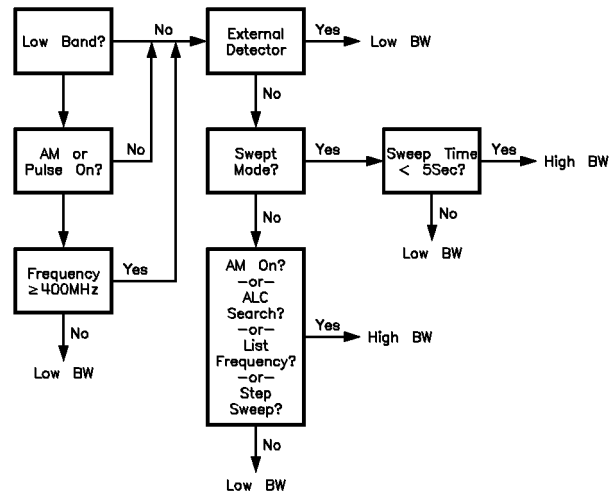 Low Band?
No
External
Detector
Yes
Low BW
No
AM or
Pulse On?
No
Swept
Mode?
Yes
Sweep Time
< 5Sec?
Yes
High BW
No
No
Low BW
Frequency
≥400MHz
Yes
AM On?
—or—
ALC
Search?
—or—
List
Frequency?
—or—
Step
Sweep?
Yes
High BW
No
Low BW
No
Low BW